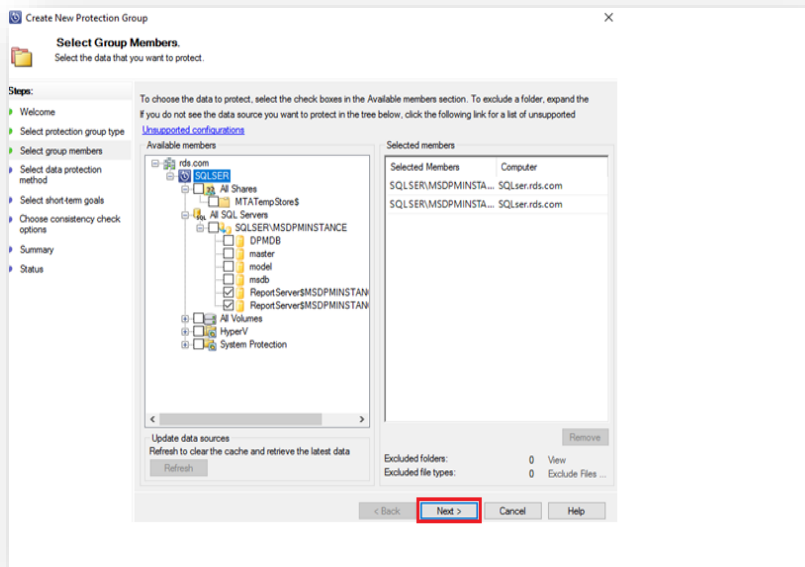 Create New Protection Group
Select Group Members.
Select the data that you want to protect.
Steps:
Welcome
Select protection group type
Select group members
Select data protection
method
Select short-term goals
Choose consistency check
options
Summary
Status
To choose the data to protect, select the check boxes in the Available members section. To exclude a folder, expand the
If you do not see the data source you want to protect in the tree below, click the following link for a list of unsupported
Unsupported configurations
Available members
rds.com
SQLSER
All Shares
MTATempStore$
All SQL Servers
SQLSER\MSDPMINSTANCE
DPMDB
master
model
msdb
ReportServer$MSDPMINSTAN
ReportServer$MSDPMINSTAN
All Volumes
HyperV
System Protection
Update data sources
Refresh to clear the cache and retrieve the latest data
Refresh
Selected members
Selected Members Computer
SQLSER\MSDPMINSTA... SQLser.rds.com
SQLSER\MSDPMINSTA... SQLser.rds.com
Remove
Excluded folders: 0 View
Excluded file types: 0 Exclude Files ...
< Back Next > Cancel Help